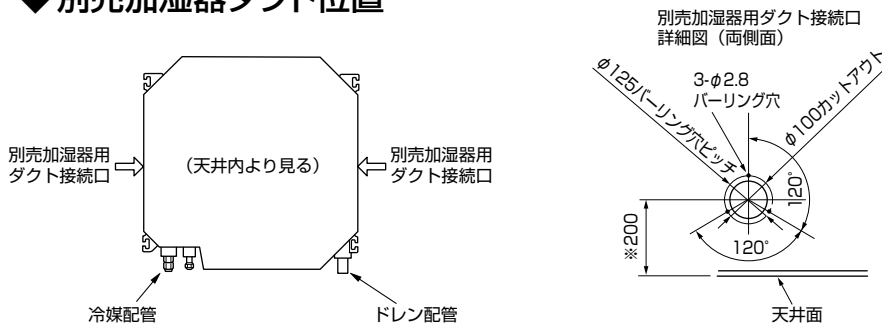 ◆別売加湿器ダクト位置
別売加湿器用
ダクト接続口
(天井内より見る)
別売加湿器用
ダクト接続口
冷媒配管
ドレン配管
別売加湿器用ダクト接続口
詳細図（両側面）
φ125バーリング穴ピッチ
3-φ2.8
バーリング穴
φ100カットアウト
120°
120°
※200
天井面